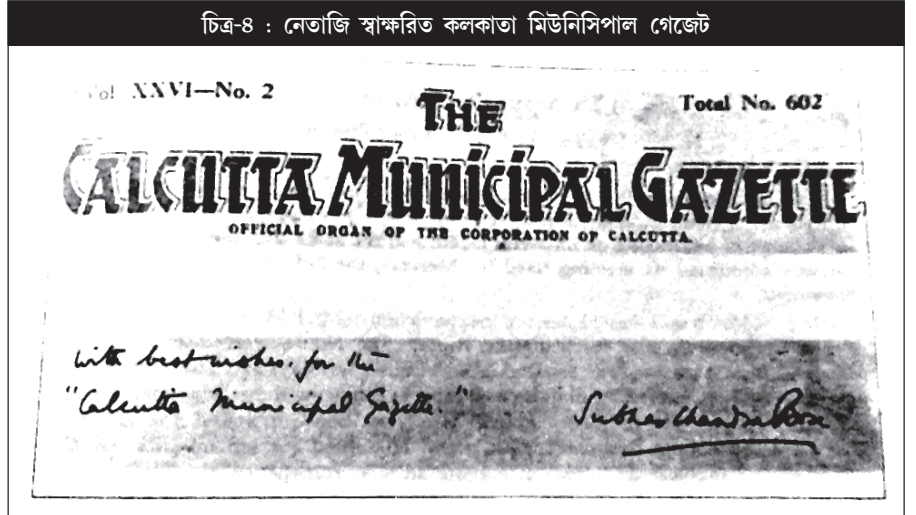 চিত্র-৪ : নেতাজি স্বাক্ষরিত কলকাতা মিউনিসিপাল গেজেট
Vol XXVI—No. 2
Total No. 602
THE
CALCUTTA MUNICIPAL GAZETTE
OFFICIAL ORGAN OF THE CORPORATION OF CALCUTTA.
with best wishes. for the
"Calcutta Municipal Gazette."
Subhas Chandra Bose